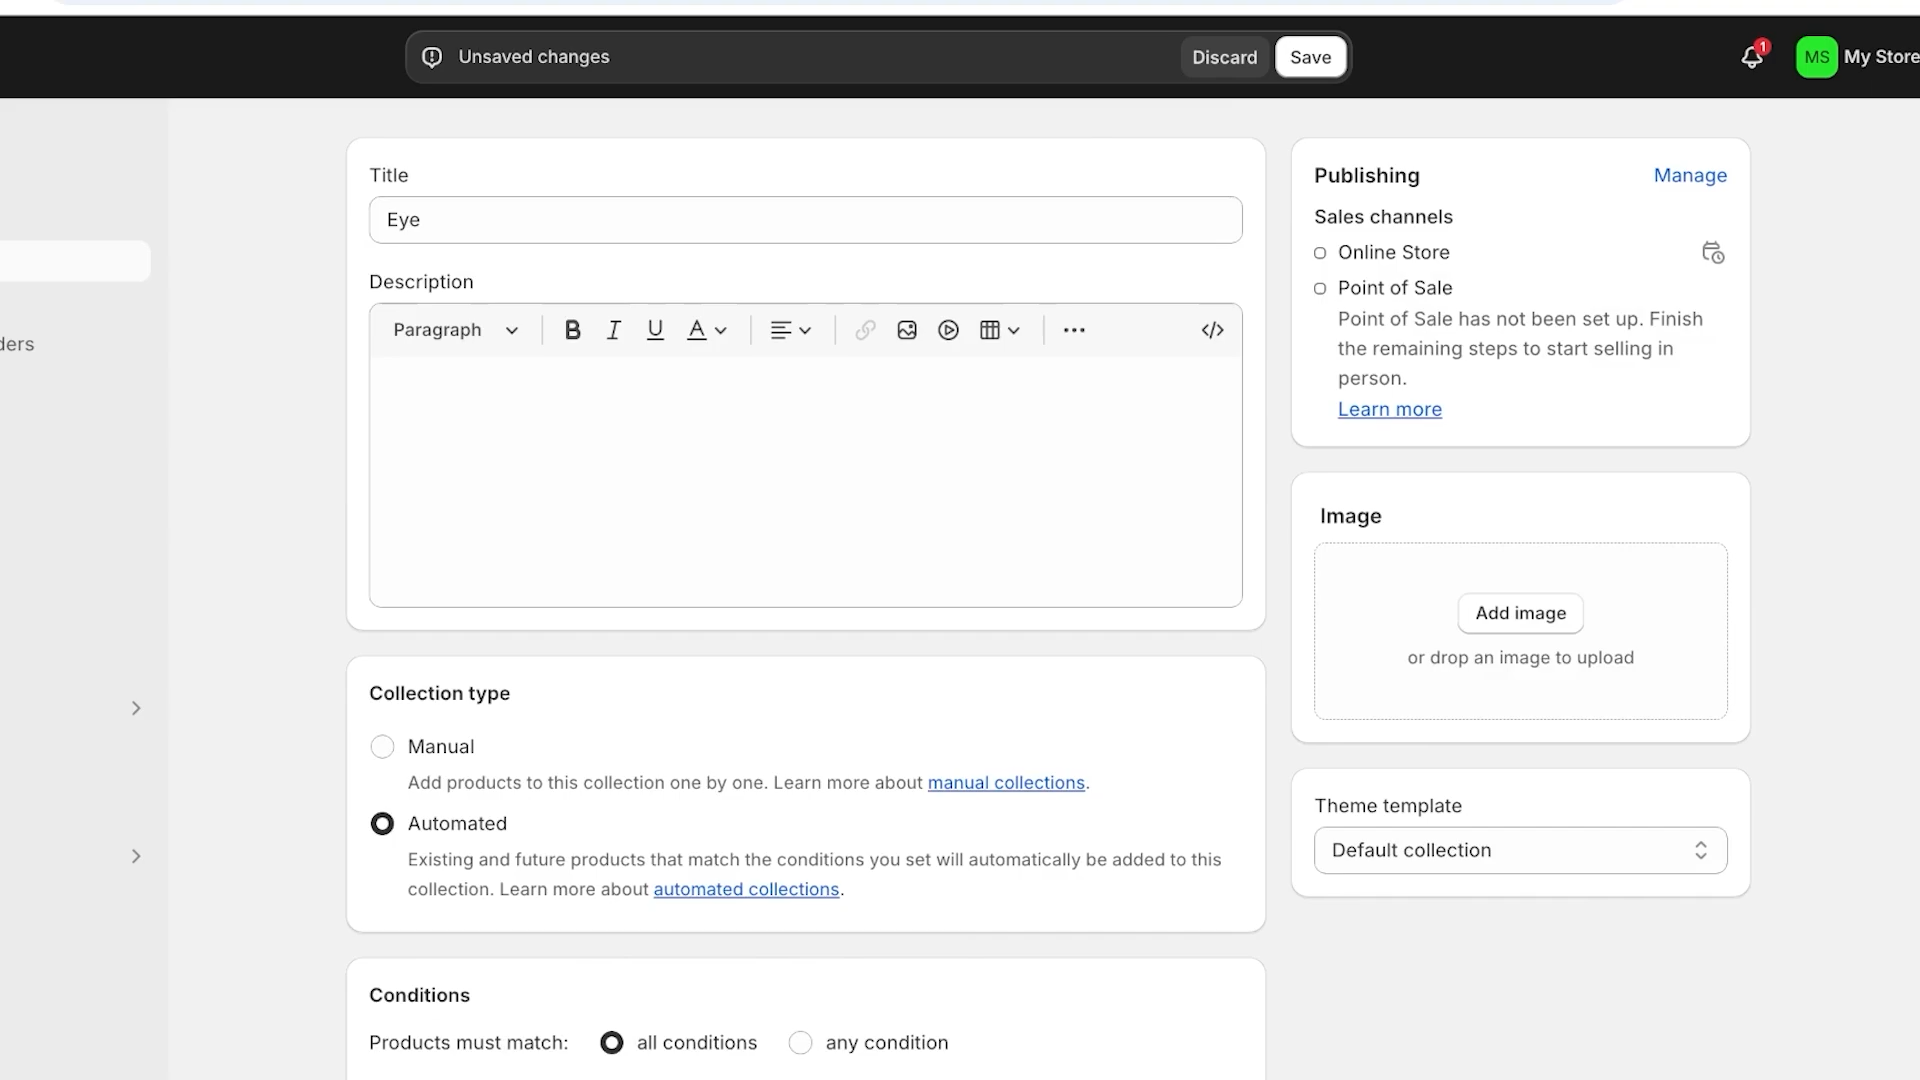 Unsaved changes
Discard
Save
1
MS
My Store
ders
Title
Eye
Description
Paragraph
Collection type
Manual
Add products to this collection one by one. Learn more about manual collections.
Automated
Existing and future products that match the conditions you set will automatically be added to this
collection. Learn more about automated collections.
Conditions
Products must match:
all conditions
any condition
Publishing
Manage
Sales channels
Online Store
Point of Sale
Point of Sale has not been set up. Finish
the remaining steps to start selling in
person.
Learn more
Image
Add image
or drop an image to upload
Theme template
Default collection